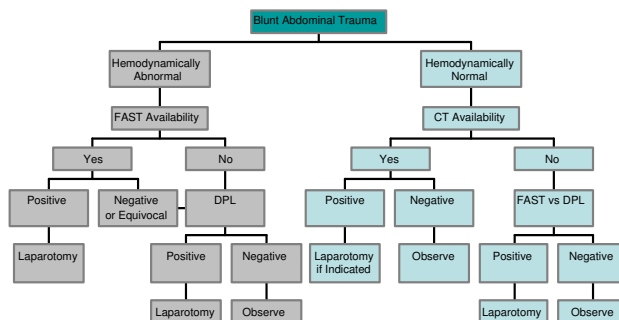 Blunt Abdominal Trauma
Hemodynamically
Abnormal
Hemodynamically
Normal
FAST Availability
CT Availability
Yes
No
Yes
No
Positive
Negative
or Equivocal
DPL
Positive
Negative
FAST vs DPL
Laparotomy
Positive
Negative
Laparotomy
if Indicated
Observe
Positive
Negative
Laparotomy
Observe
Laparotomy
Observe